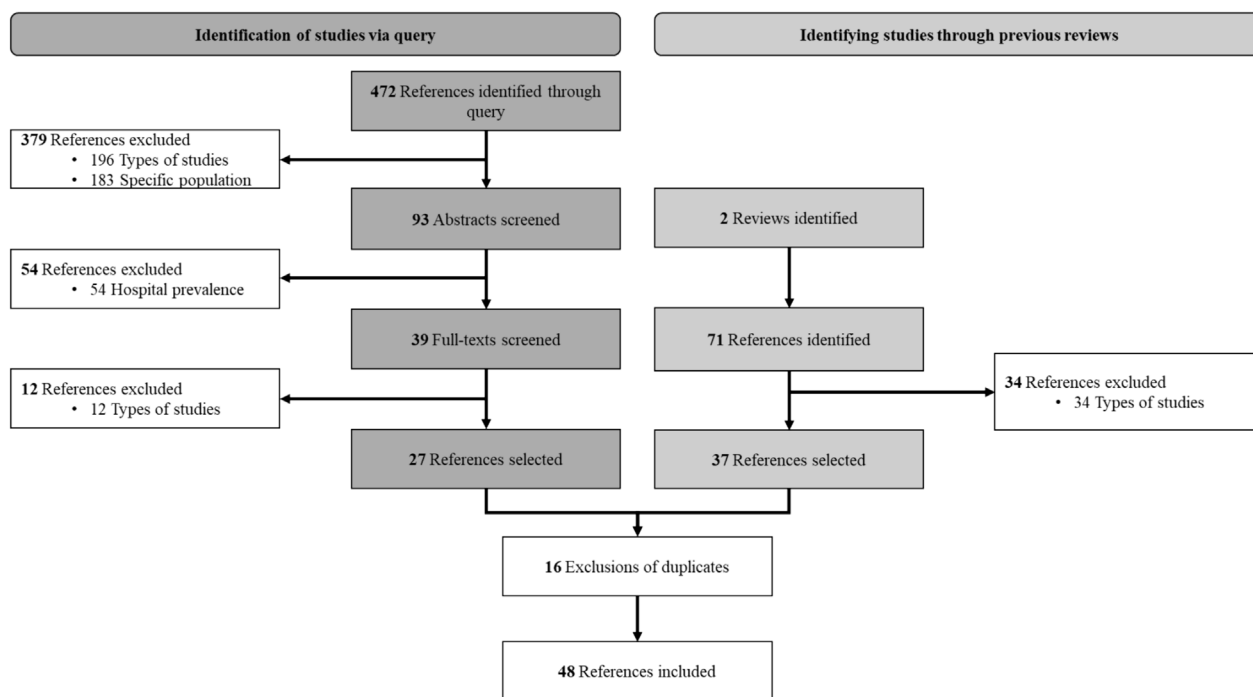 Identification of studies via query
Identifying studies through previous reviews
472 References identified through
query
379 References excluded
• 196 Types of studies
• 183 Specific population
93 Abstracts screened
2 Reviews identified
54 References excluded
• 54 Hospital prevalence
39 Full-texts screened
71 References identified
12 References excluded
• 12 Types of studies
34 References excluded
• 34 Types of studies
27 References selected
37 References selected
16 Exclusions of duplicates
48 References included